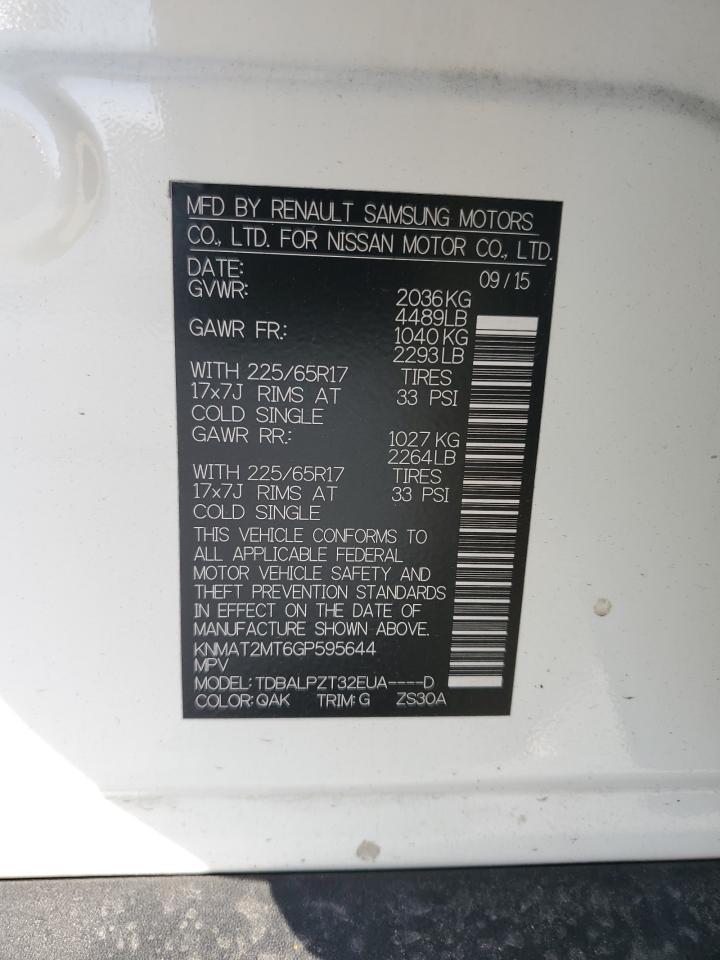 MFD BY RENAULT SAMSUNG MOTORS
CO., LTD. FOR NISSAN MOTOR CO., LTD.
DATE: 09/15
GVWR: 2036KG
4489LB
GAWR FR.: 1040KG
2293LB
WITH 225/65R17 TIRES
17x7J RIMS AT 33 PSI
COLD SINGLE
GAWR RR.: 1027KG
2264LB
WITH 225/65R17 TIRES
17x7J RIMS AT 33 PSI
COLD SINGLE
THIS VEHICLE CONFORMS TO
ALL APPLICABLE FEDERAL
MOTOR VEHICLE SAFETY AND
THEFT PREVENTION STANDARDS
IN EFFECT ON THE DATE OF
MANUFACTURE SHOWN ABOVE.
KNMAT2MT6GP595644
MPV
MODEL: TDBALPZT32EUA----D
COLOR: QAK TRIM: G ZS30A